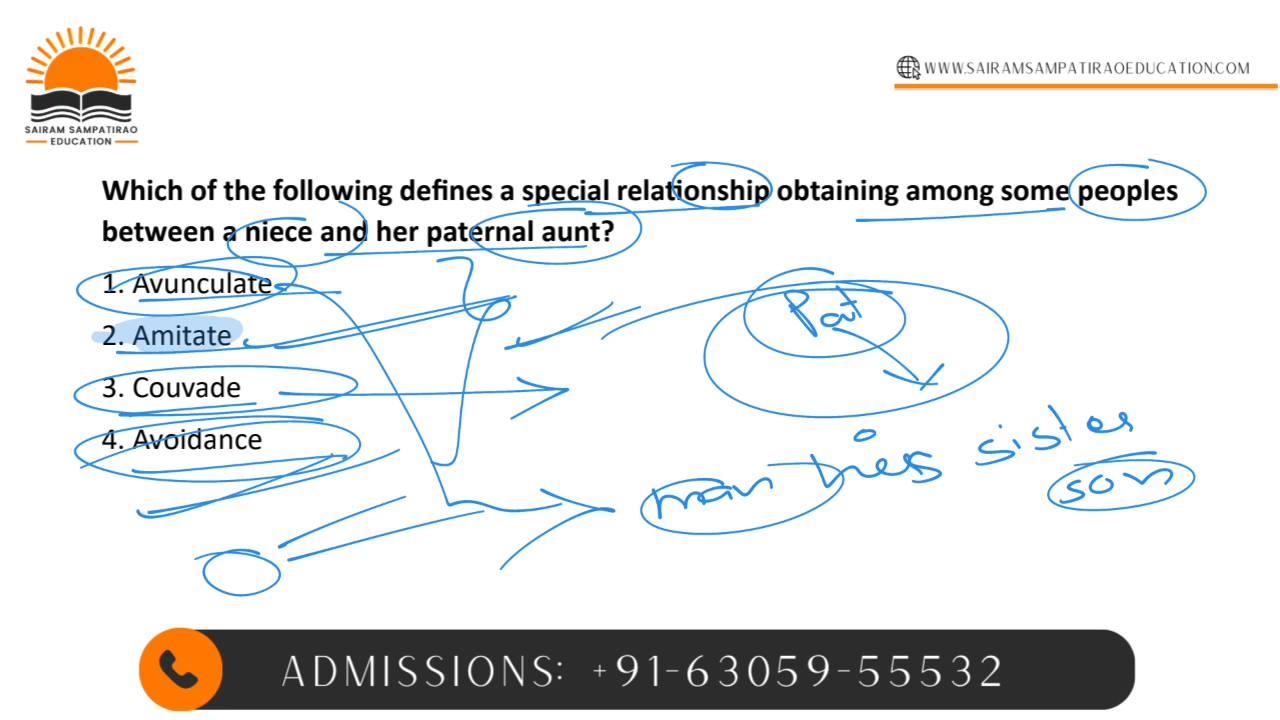 SAIRAM SAMPATIRAO
EDUCATION
WWW.SAIRAMSAMPATIRAOEDUCATION.COM
Which of the following defines a special relationship obtaining among some peoples
between a niece and her paternal aunt?
1. Avunculate
2. Amitate
3. Couvade
4. Avoidance
man sister
son
ADMISSIONS: +91-63059-55532